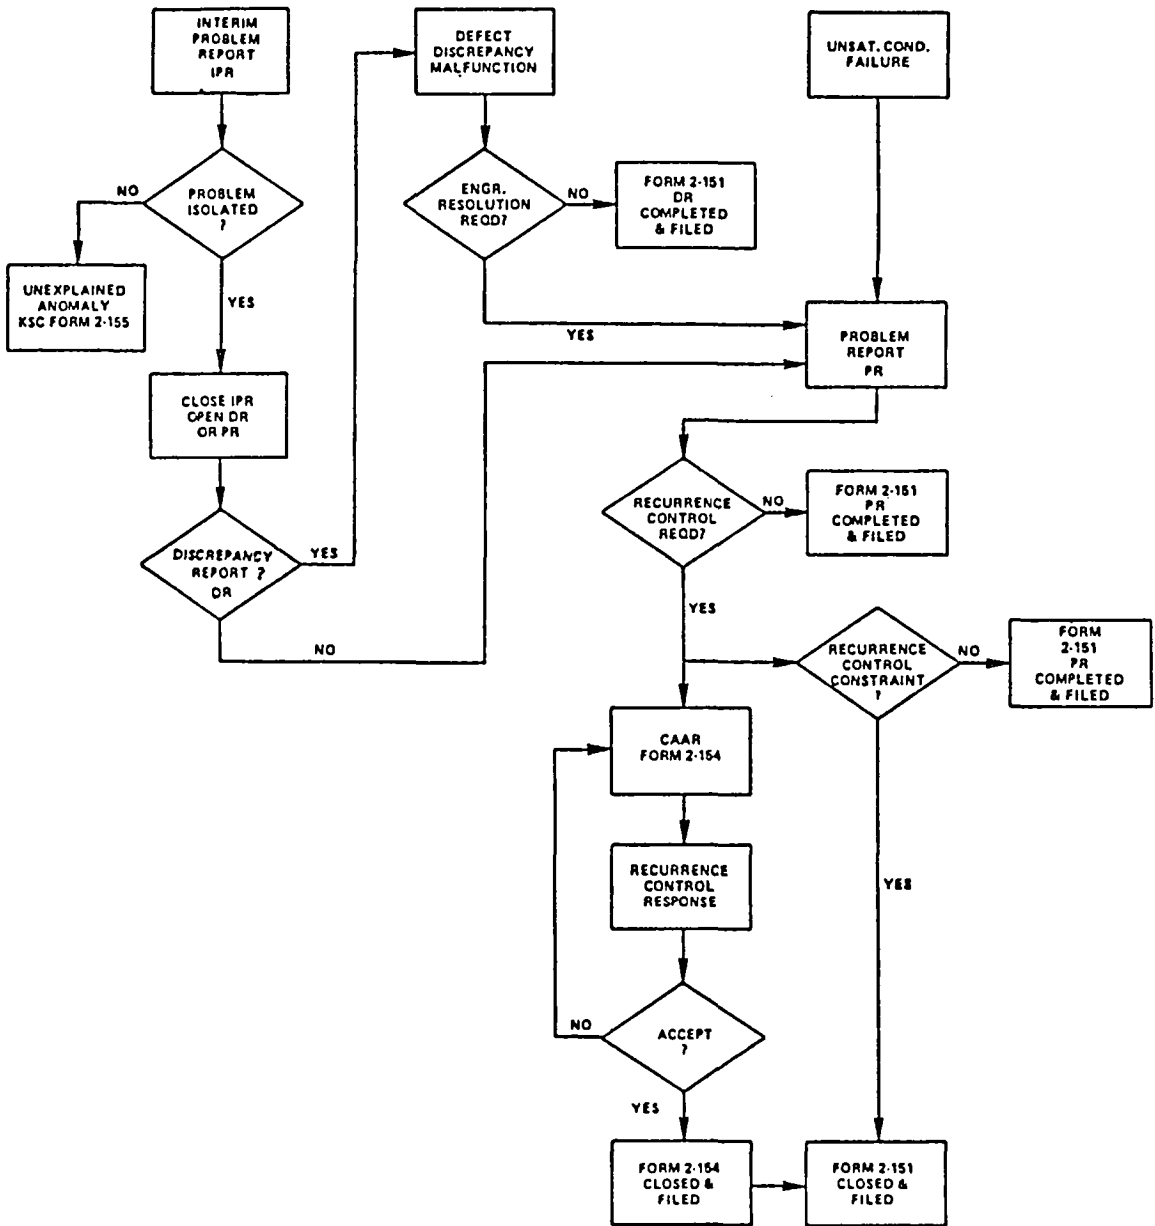 INTERIM
PROBLEM
REPORT
IPR
DEFECT
DISCREPANCY
MALFUNCTION
UNSAT. COND.
FAILURE
NO
PROBLEM
ISOLATED
?
ENGR.
RESOLUTION
REQD?
NO
FORM 2-151
DR
COMPLETED
& FILED
UNEXPLAINED
ANOMALY
KSC FORM 2-155
YES
YES
PROBLEM
REPORT
PR
CLOSE IPR
OPEN DR
OR PR
RECURRENCE
CONTROL
REQD?
NO
FORM 2-151
PR
COMPLETED
& FILED
DISCREPANCY
REPORT ?
DR
YES
NO
YES
RECURRENCE
CONTROL
CONSTRAINT
?
NO
FORM
2-151
PR
COMPLETED
& FILED
CAAR
FORM 2-154
RECURRENCE
CONTROL
RESPONSE
YES
NO
ACCEPT
?
YES
FORM 2-154
CLOSED &
FILED
FORM 2-151
CLOSED &
FILED